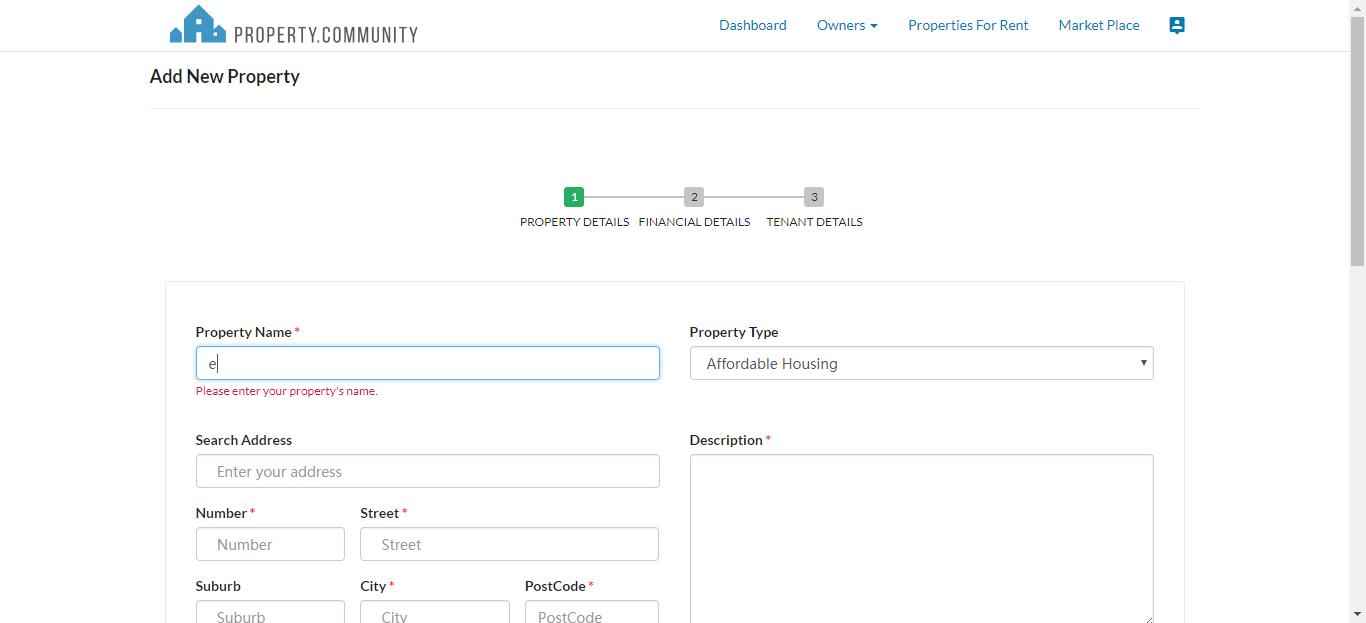 PROPERTY.COMMUNITY
Dashboard Owners Properties For Rent Market Place
Add New Property
1 2 3
PROPERTY DETAILS FINANCIAL DETAILS TENANT DETAILS
Property Name * Property Type
e Affordable Housing
Please enter your property's name.
Search Address Description *
Enter your address
Number * Street *
Number Street
Suburb City * PostCode *
Suburb City PostCode